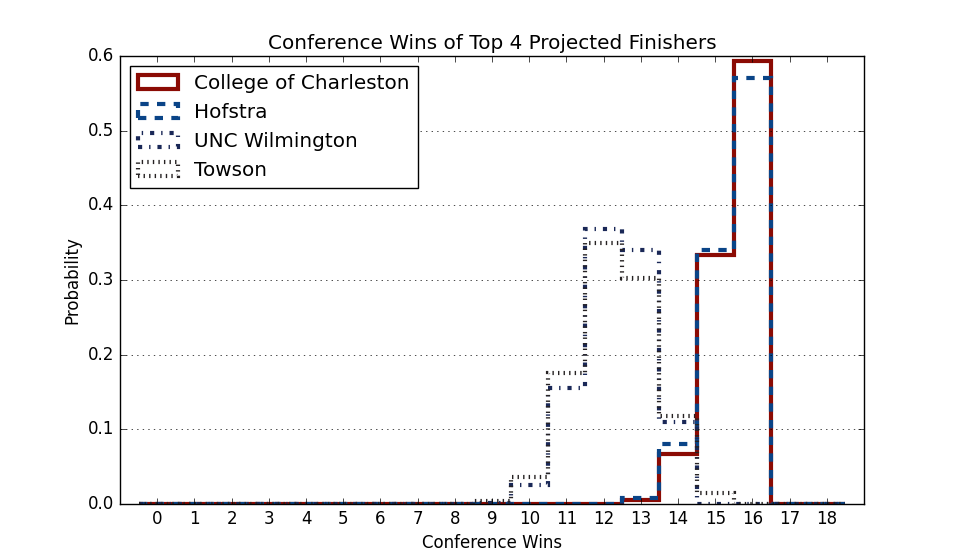 Conference Wins of Top 4 Projected Finishers
0.6
0.5
0.4
0.3
0.2
0.1
0.0
Probability
College of Charleston
Hofstra
UNC Wilmington
Towson
0 1 2 3 4 5 6 7 8 9 10 11 12 13 14 15 16 17 18
Conference Wins